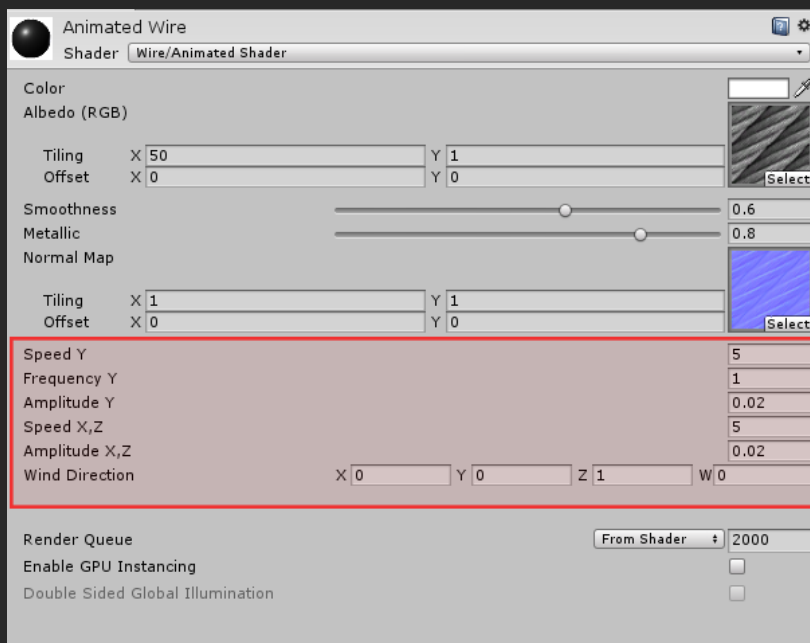 Animated Wire
Shader Wire/Animated Shader
Color
Albedo (RGB)
Tiling X 50 Y 1
Offset X 0 Y 0
Select
Smoothness 0.6
Metallic 0.8
Normal Map
Tiling X 1 Y 1
Offset X 0 Y 0
Select
Speed Y 5
Frequency Y 1
Amplitude Y 0.02
Speed X,Z 5
Amplitude X,Z 0.02
Wind Direction X 0 Y 0 Z 1 W 0
Render Queue From Shader 2000
Enable GPU Instancing
Double Sided Global Illumination